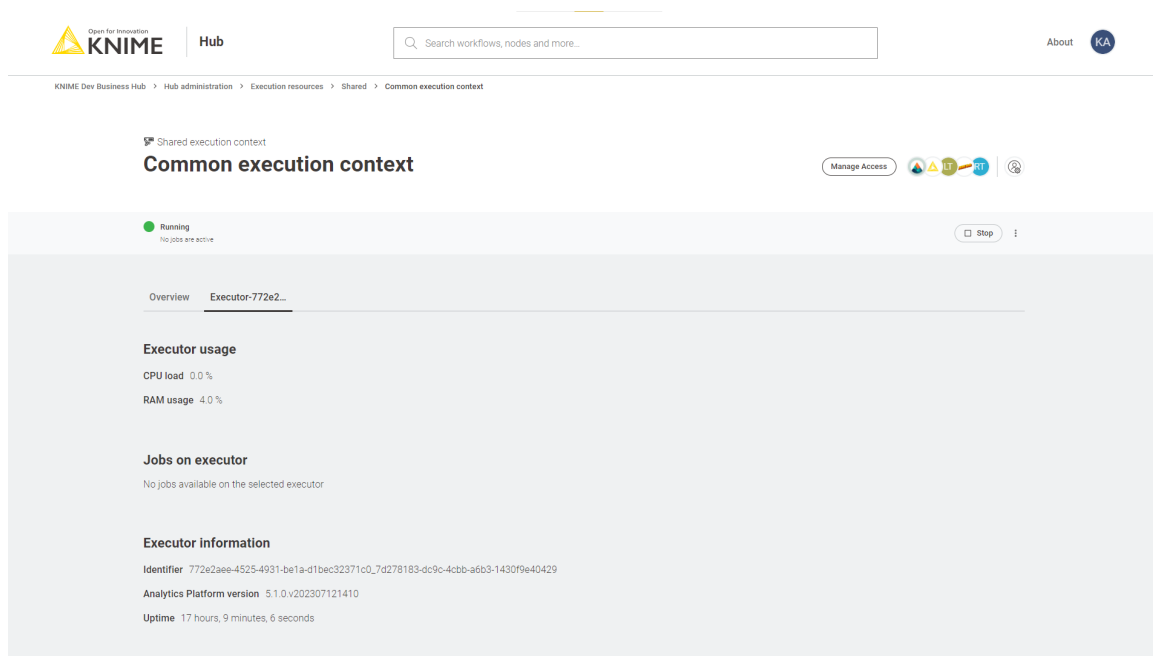 Open for Innovation
KNIME
Hub
Search workflows, nodes and more...
About
KA
KNIME Dev Business Hub > Hub administration > Execution resources > Shared > Common execution context
Shared execution context
Common execution context
Manage Access
LT
RT
Running
No jobs are active
Stop
Overview
Executor-772e2...
Executor usage
CPU load 0.0 %
RAM usage 4.0 %
Jobs on executor
No jobs available on the selected executor
Executor information
Identifier 772e2aee-4525-4931-be1a-d1bec32371c0_7d278183-dc9c-4cbb-a6b3-1430f9e40429
Analytics Platform version 5.1.0.v202307121410
Uptime 17 hours, 9 minutes, 6 seconds